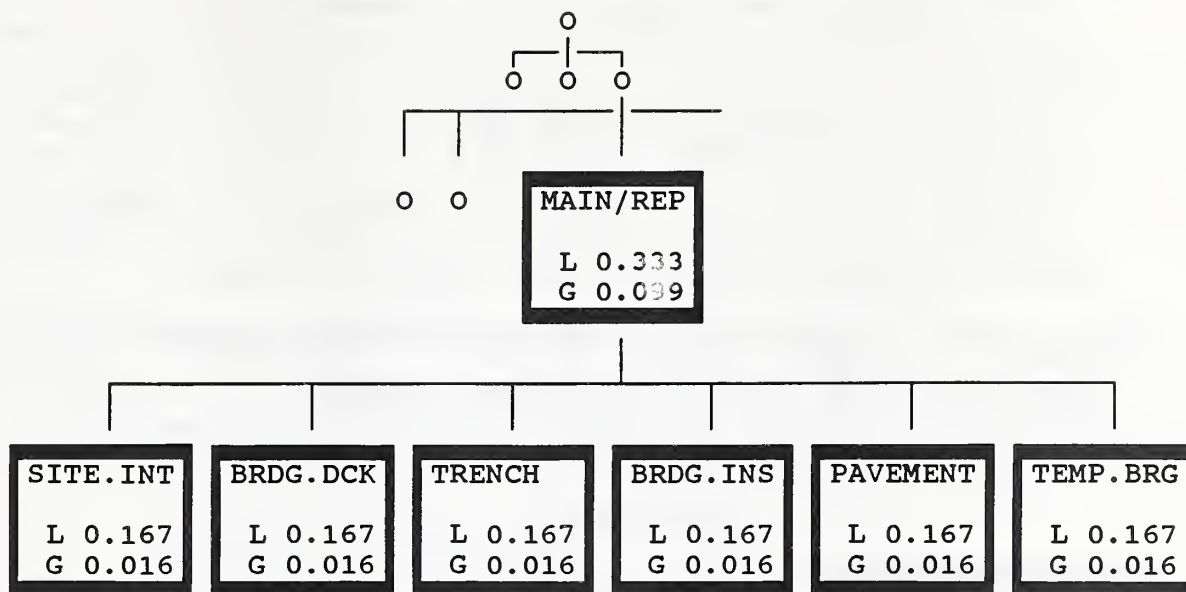 O
O O O
O O
MAIN/REP
L 0.333
G 0.099
SITE.INT BRDG.DCK TRENCH BRDG.INS PAVEMENT TEMP.BRG
L 0.167 L 0.167 L 0.167 L 0.167 L 0.167 L 0.167
G 0.016 G 0.016 G 0.016 G 0.016 G 0.016 G 0.016